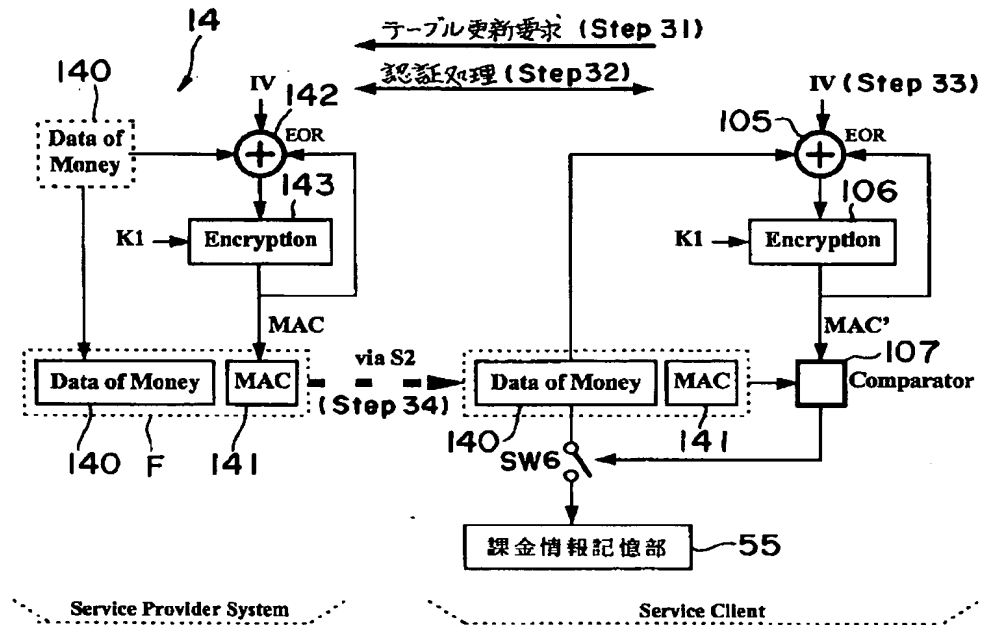 14
テーブル更新要求 (Step 31)
認証処理 (Step32)
140
IV
142
IV (Step 33)
Data of Money
EOR
105
EOR
143
106
K1
Encryption
K1
Encryption
MAC
MAC'
107
Data of Money
MAC
via S2
(Step 34)
Data of Money
MAC
Comparator
140
F
141
140
141
SW6
課金情報記憶部
55
Service Provider System
Service Client